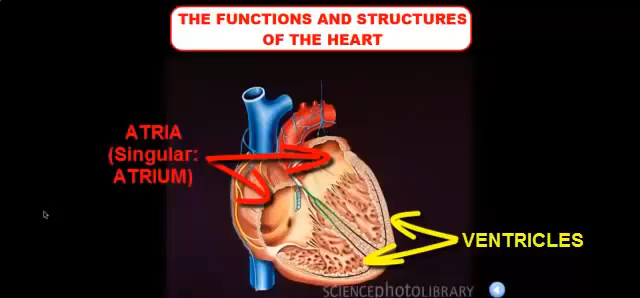 THE FUNCTIONS AND STRUCTURES
OF THE HEART
ATRIA
(Singular:
ATRIUM)
VENTRICLES
SCIENCEphotoLIBRARY